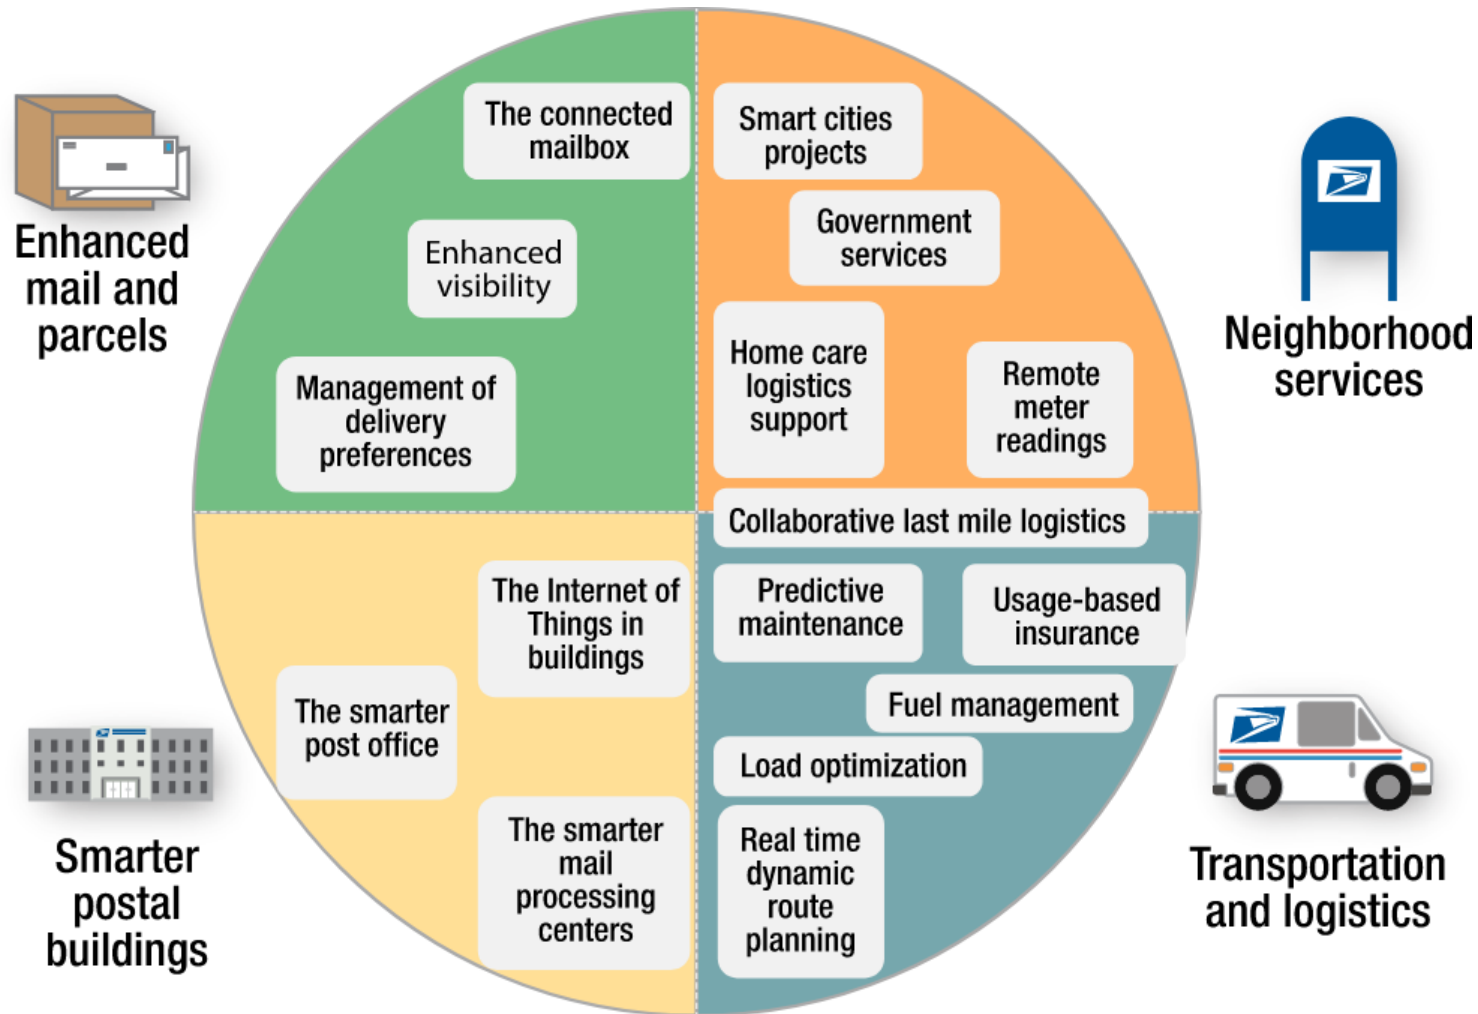 Enhanced
mail and
parcels
The connected
mailbox
Enhanced
visibility
Management of
delivery
preferences
Smart cities
projects
Government
services
Home care
logistics
support
Remote
meter
readings
Neighborhood
services
Collaborative last mile logistics
Smarter
postal
buildings
The Internet of
Things in
buildings
The smarter
post office
The smarter
mail
processing
centers
Predictive
maintenance
Usage-based
insurance
Fuel management
Load optimization
Real time
dynamic
route
planning
Transportation
and logistics